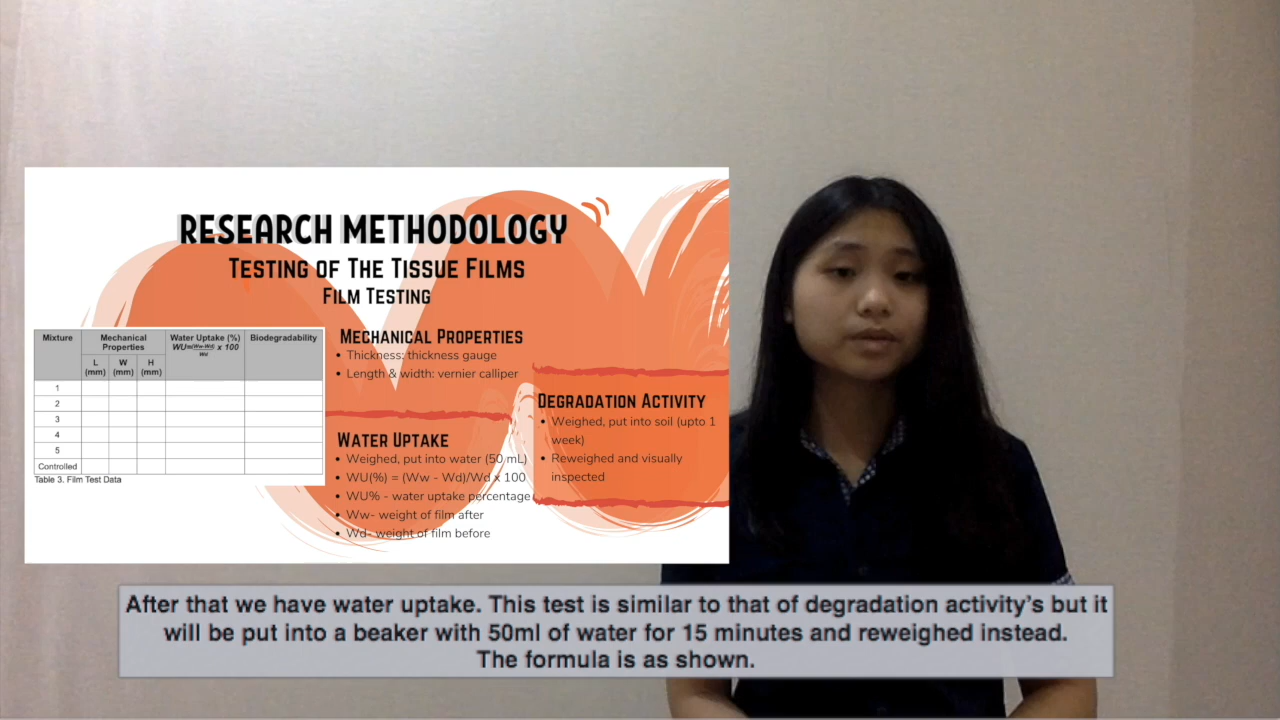 RESEARCH METHODOLOGY
TESTING OF THE TISSUE FILMS
FILM TESTING
Mixture
Mechanical
Properties
L
(mm)
W
(mm)
H
(mm)
Water Uptake (%)
WU=(Ww-Wd)/Wd x 100
Biodegradability
1
2
3
4
5
Controlled
Table 3. Film Test Data
MECHANICAL PROPERTIES
• Thickness: thickness gauge
• Length & width: vernier calliper
WATER UPTAKE
• Weighed, put into water (50 mL)
• WU(%) = (Ww - Wd)/Wd x 100
• WU% - water uptake percentage
• Ww- weight of film after
• Wd- weight of film before
DEGRADATION ACTIVITY
• Weighed, put into soil (upto 1
week)
• Reweighed and visually
inspected
After that we have water uptake. This test is similar to that of degradation activity's but it
will be put into a beaker with 50ml of water for 15 minutes and reweighed instead.
The formula is as shown.